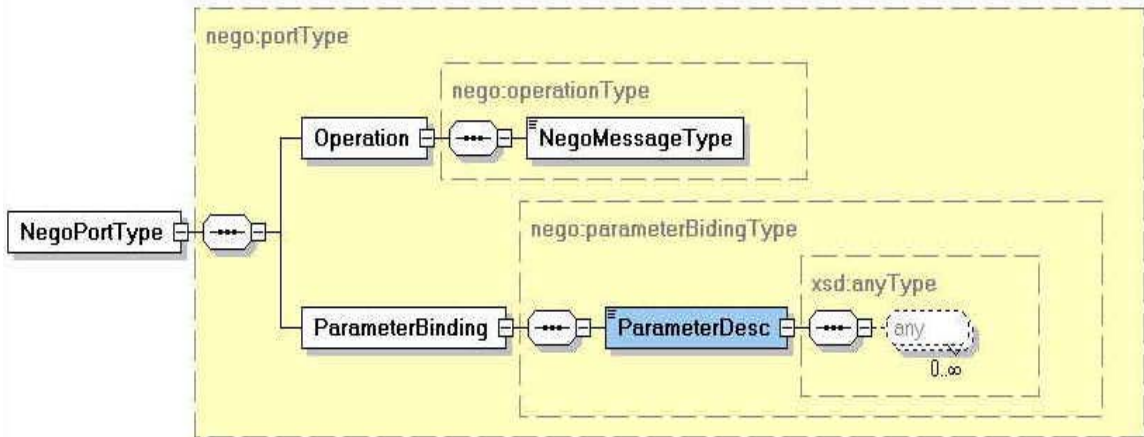 nego:portType
nego:operationType
Operation
NegoMessageType
NegoPortType
nego:parameterBidingType
xsd:anyType
ParameterBinding
ParameterDesc
any
0..∞